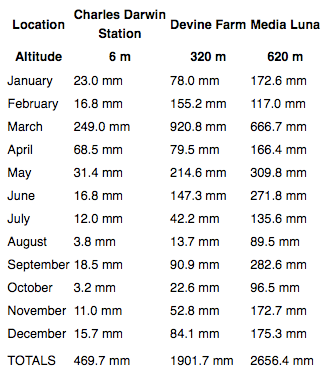 Location Charles Darwin Station Devine Farm Media Luna
Altitude 6 m 320 m 620 m
January 23.0 mm 78.0 mm 172.6 mm
February 16.8 mm 155.2 mm 117.0 mm
March 249.0 mm 920.8 mm 666.7 mm
April 68.5 mm 79.5 mm 166.4 mm
May 31.4 mm 214.6 mm 309.8 mm
June 16.8 mm 147.3 mm 271.8 mm
July 12.0 mm 42.2 mm 135.6 mm
August 3.8 mm 13.7 mm 89.5 mm
September 18.5 mm 90.9 mm 282.6 mm
October 3.2 mm 22.6 mm 96.5 mm
November 11.0 mm 52.8 mm 172.7 mm
December 15.7 mm 84.1 mm 175.3 mm
TOTALS 469.7 mm 1901.7 mm 2656.4 mm